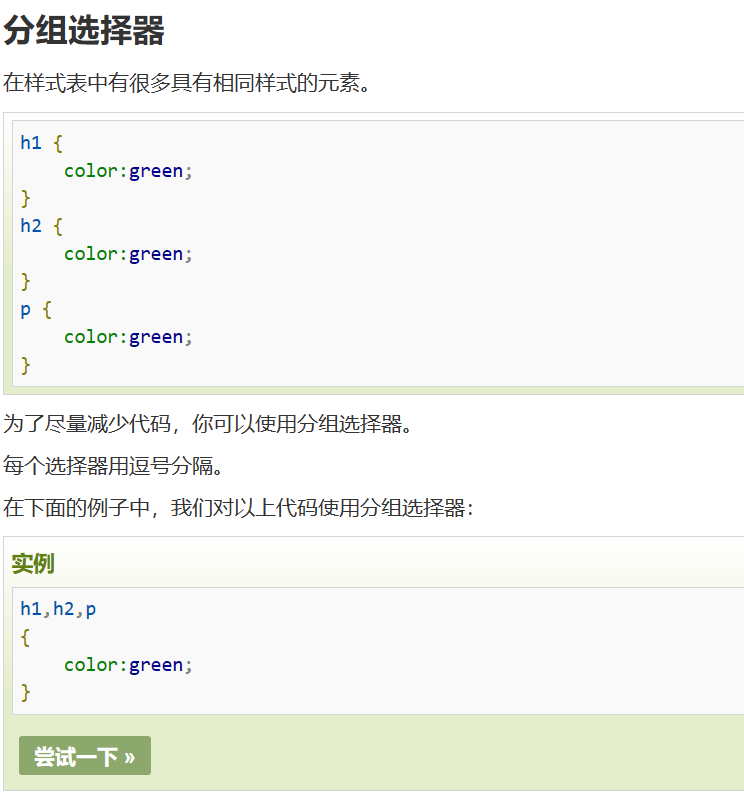 分组选择器
在样式表中有很多具有相同样式的元素。
h1 {
    color:green;
}
h2 {
    color:green;
}
p {
    color:green;
}
为了尽量减少代码，你可以使用分组选择器。
每个选择器用逗号分隔。
在下面的例子中，我们对以上代码使用分组选择器：
实例
h1,h2,p
{
    color:green;
}
尝试一下 »